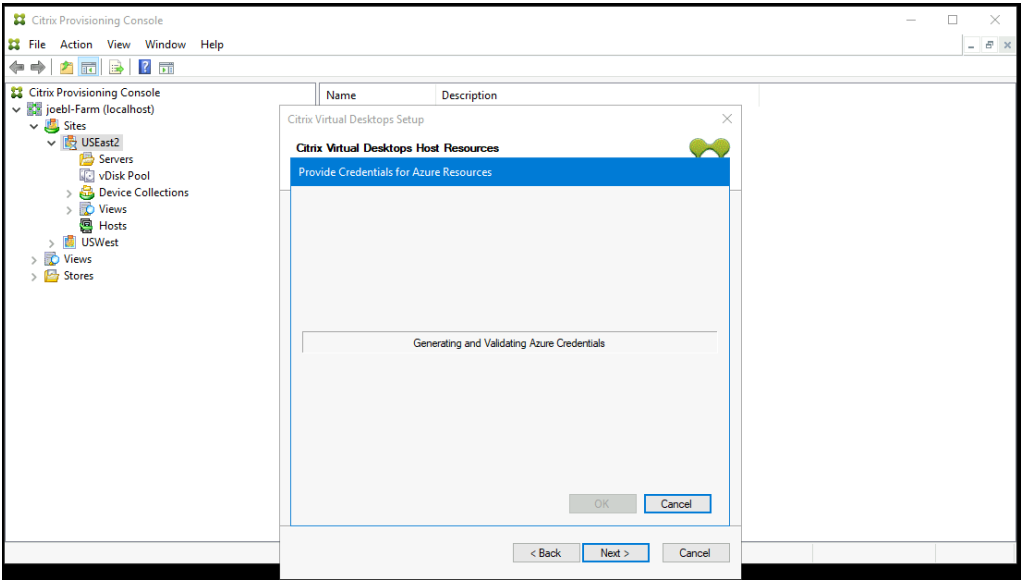 Citrix Provisioning Console
File Action View Window Help
Citrix Provisioning Console
joebl-Farm (localhost)
Sites
USEast2
Servers
vDisk Pool
Device Collections
Views
Hosts
USWest
Views
Stores
Name Description
Citrix Virtual Desktops Setup
Citrix Virtual Desktops Host Resources
Provide Credentials for Azure Resources
Generating and Validating Azure Credentials
OK Cancel
< Back Next > Cancel